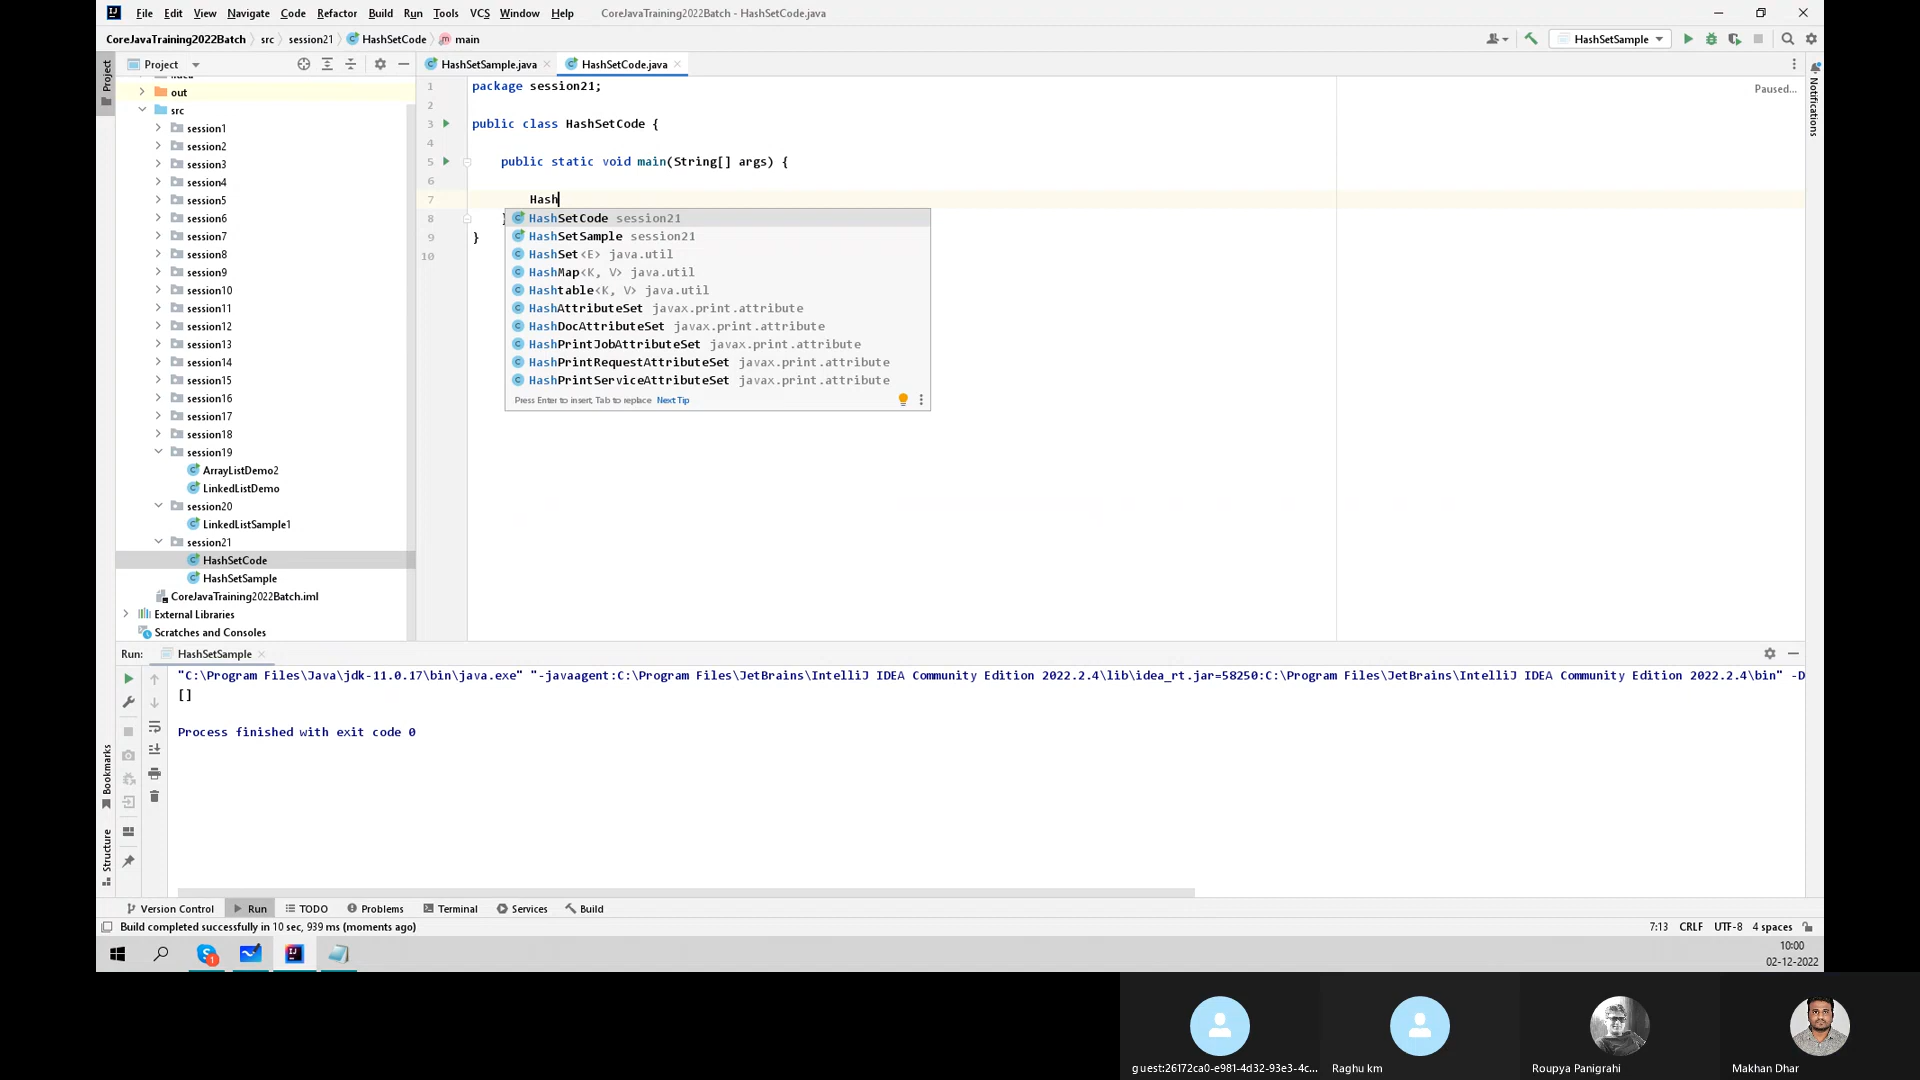 File Edit View Navigate Code Refactor Build Run Tools VCS Window Help CoreJavaTraining2022Batch - HashSetCode.java
CoreJavaTraining2022Batch src session21 HashSetCode main HashSetSample
Project
HashSetSample.java HashSetCode.java
Project
Notifications
Paused...
out
src
session1
session2
session3
session4
session5
session6
session7
session8
session9
session10
session11
session12
session13
session14
session15
session16
session17
session18
session19
ArrayListDemo2
LinkedListDemo
session20
LinkedListSample1
session21
HashSetCode
HashSetSample
CoreJavaTraining2022Batch.iml
External Libraries
Scratches and Consoles
1 package session21;
2
3 public class HashSetCode {
4
5 public static void main(String[] args) {
6
7 Hash
8
9 }
10
HashSetCode session21
HashSetSample session21
HashSet<E> java.util
HashMap<K, V> java.util
Hashtable<K, V> java.util
HashAttributeSet javax.print.attribute
HashDocAttributeSet javax.print.attribute
HashPrintJobAttributeSet javax.print.attribute
HashPrintRequestAttributeSet javax.print.attribute
HashPrintServiceAttributeSet javax.print.attribute
Press Enter to insert, Tab to replace Next Tip
Run: HashSetSample
"C:\Program Files\Java\jdk-11.0.17\bin\java.exe" "-javaagent:C:\Program Files\JetBrains\IntelliJ IDEA Community Edition 2022.2.4\lib\idea_rt.jar=58250:C:\Program Files\JetBrains\IntelliJ IDEA Community Edition 2022.2.4\bin" -D
[]
Process finished with exit code 0
Bookmarks
Structure
Version Control Run TODO Problems Terminal Services Build
Build completed successfully in 10 sec, 939 ms (moments ago) 7:13 CRLF UTF-8 4 spaces
10:00
02-12-2022
guest:26172ca0-e981-4d32-93e3-4c... Raghu km Roupya Panigrahi Makhan Dhar